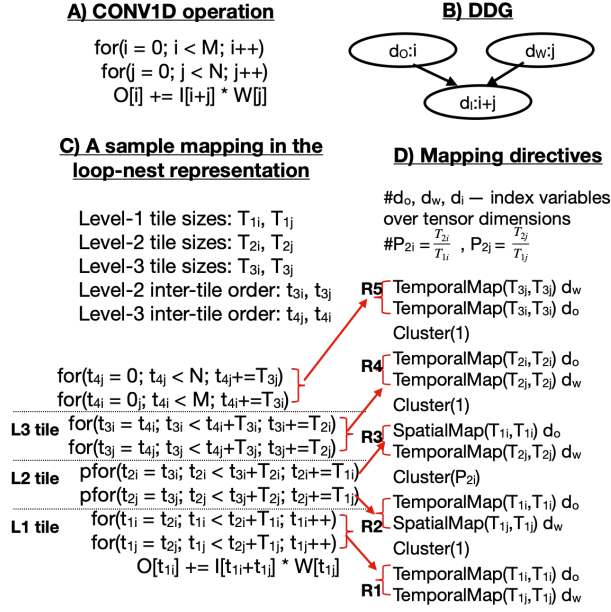 A) CONV1D operation
for(i = 0; i < M; i++)
for(j = 0; j < N; j++)
O[i] += I[i+j] * W[j]
B) DDG
dO:i
dW:j
dI:i+j
C) A sample mapping in the
loop-nest representation
Level-1 tile sizes: T1i, T1j
Level-2 tile sizes: T2i, T2j
Level-3 tile sizes: T3i, T3j
Level-2 inter-tile order: t3i, t3j
Level-3 inter-tile order: t4j, t4i
for(t4j = 0; t4j < N; t4j+=T3j)
for(t4i = 0j; t4i < M; t4i+=T3i)
L3 tile
for(t3i = t4i; t3i < t4i+T3i; t3i+=T2i)
for(t3j = t4j; t3j < t4j+T3j; t3j+=T2j)
L2 tile
pfor(t2i = t3i; t2i < t3i+T2i; t2i+=T1i)
pfor(t2j = t3j; t2j < t3j+T2j; t2j+=T1j)
L1 tile
for(t1i = t2i; t1i < t2i+T1i; t1i++)
for(t1j = t2j; t1j < t2j+T1j; t1j++)
O[t1i] += I[t1i+t1j] * W[t1j]
D) Mapping directives
#do, dw, di — index variables
over tensor dimensions
#P2i = T2i/T1i , P2j = T2j/T1j
R5
TemporalMap(T3j,T3j) dw
TemporalMap(T3i,T3i) do
Cluster(1)
R4
TemporalMap(T2i,T2i) do
TemporalMap(T2j,T2j) dw
Cluster(1)
R3
SpatialMap(T1i,T1i) do
TemporalMap(T2j,T2j) dw
Cluster(P2i)
R2
TemporalMap(T1i,T1i) do
SpatialMap(T1j,T1j) dw
Cluster(1)
R1
TemporalMap(T1i,T1i) do
TemporalMap(T1j,T1j) dw